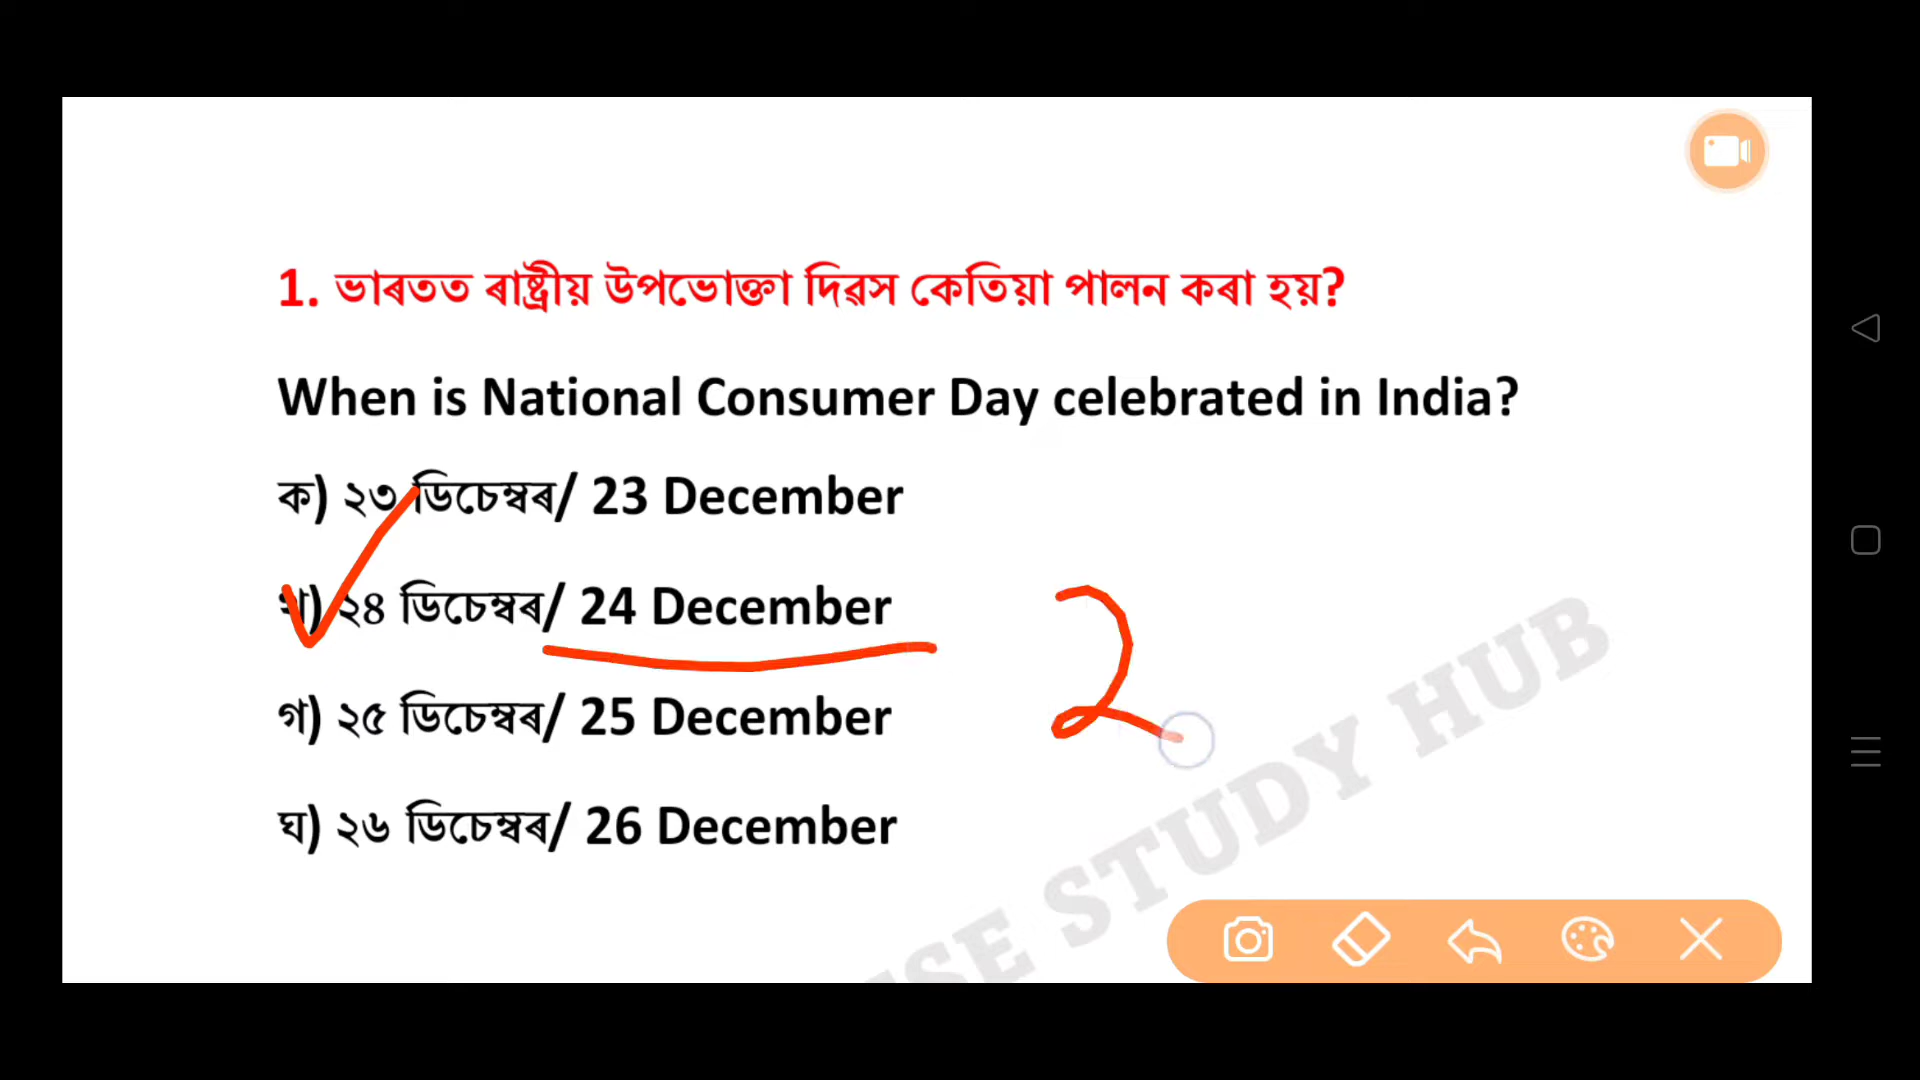 1. ভাৰতত ৰাষ্ট্ৰীয় উপভোক্তা দিৱস কেতিয়া পালন কৰা হয়?
When is National Consumer Day celebrated in India?
ক) ২৩ ডিচেম্বৰ/ 23 December
খ) ২৪ ডিচেম্বৰ/ 24 December
2
গ) ২৫ ডিচেম্বৰ/ 25 December
ঘ) ২৬ ডিচেম্বৰ/ 26 December
STUDY HUB